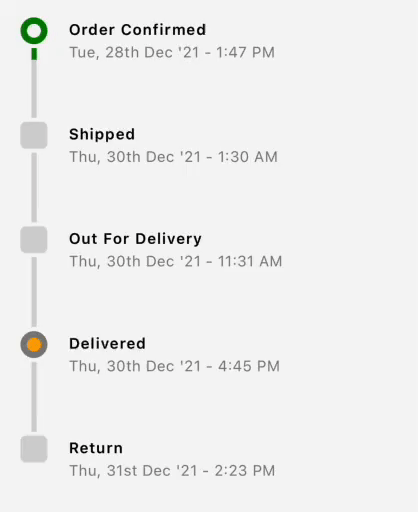 Order Confirmed
Tue, 28th Dec '21 - 1:47 PM
Shipped
Thu, 30th Dec '21 - 1:30 AM
Out For Delivery
Thu, 30th Dec '21 - 11:31 AM
Delivered
Thu, 30th Dec '21 - 4:45 PM
Return
Thu, 31st Dec '21 - 2:23 PM